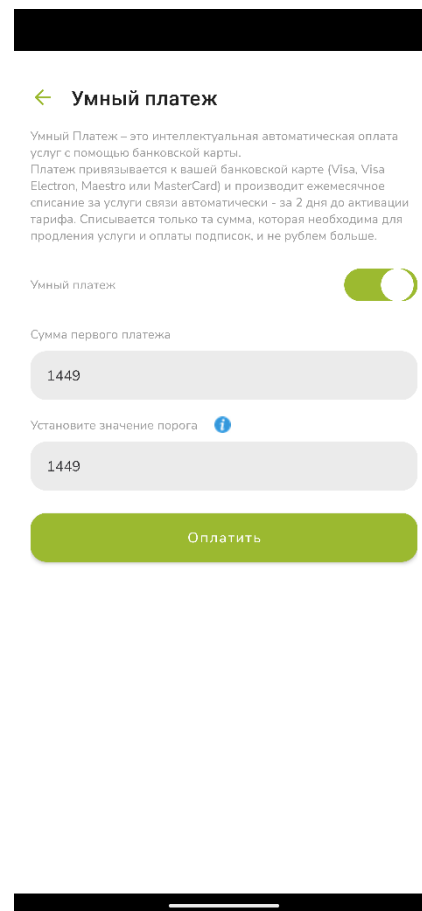 Умный платеж
Умный Платеж – это интеллектуальная автоматическая оплата
услуг с помощью банковской карты.
Платеж привязывается к вашей банковской карте (Visa, Visa
Electron, Maestro или MasterCard) и производит ежемесячное
списание за услуги связи автоматически - за 2 дня до активации
тарифа. Списывается только та сумма, которая необходима для
продления услуги и оплаты подписок, и не рублем больше.
Умный платеж
Сумма первого платежа
1449
Установите значение порога i
1449
Оплатить